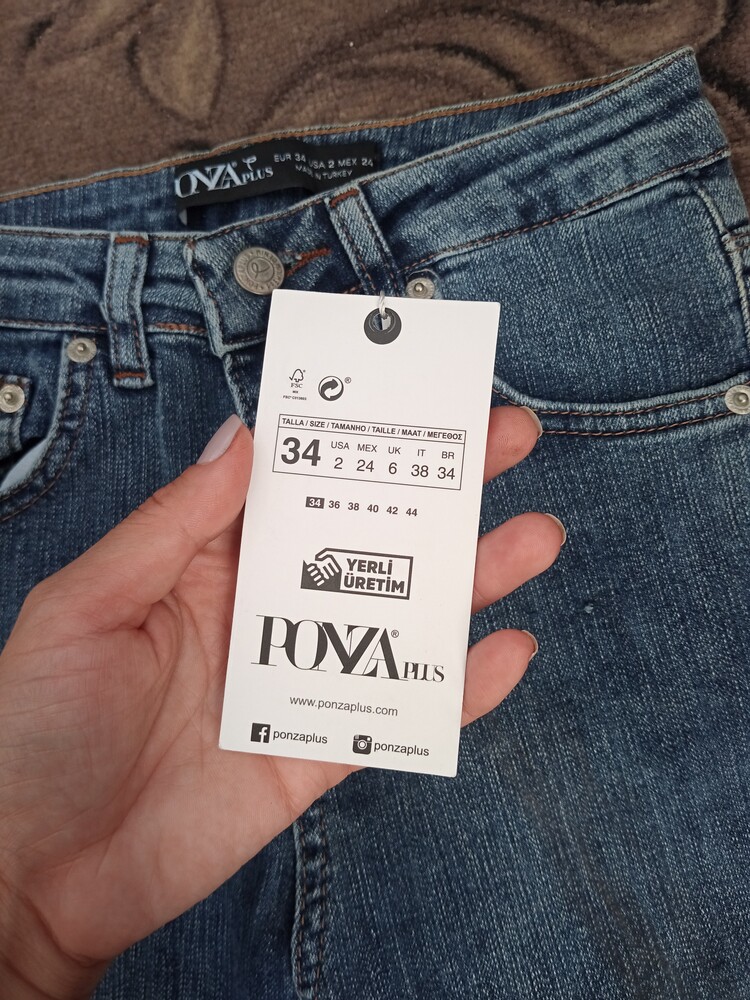 ONZA PLUS
EUR 34 USA 2 MEX 24
IN TURKEY
FSC
®
TALLA / SIZE / TAMANHO / TAILLE / MAAT / ΜΕΓΕΘΟΣ
34 USA MEX UK IT BR
2 24 6 38 34
34 36 38 40 42 44
YERLİ
ÜRETİM
PONZA® PLUS
www.ponzaplus.com
ponzaplus ponzaplus